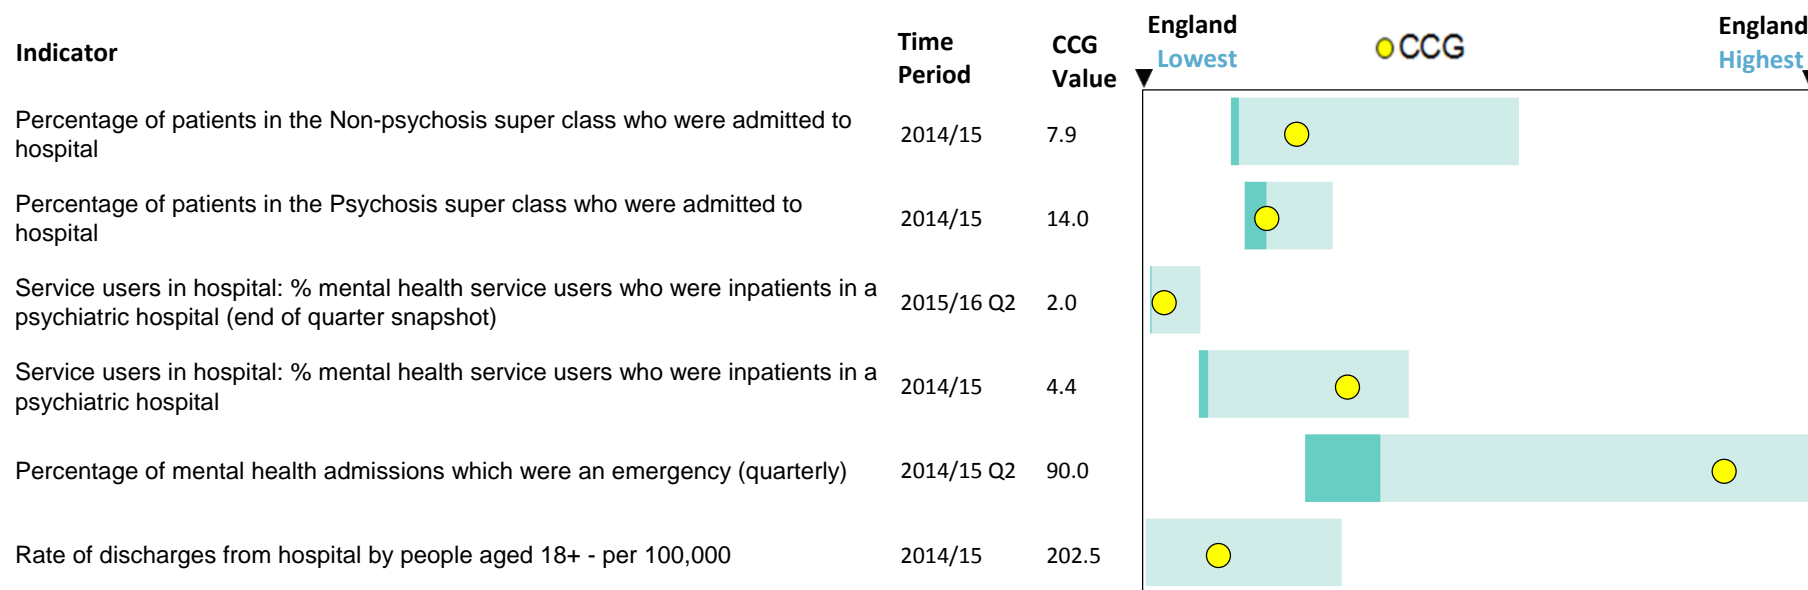 Indicator
Time
Period
CCG
Value
England
Lowest
CCG
England
Highest
Percentage of patients in the Non-psychosis super class who were admitted to
hospital
2014/15
7.9
Percentage of patients in the Psychosis super class who were admitted to
hospital
2014/15
14.0
Service users in hospital: % mental health service users who were inpatients in a
psychiatric hospital (end of quarter snapshot)
2015/16 Q2
2.0
Service users in hospital: % mental health service users who were inpatients in a
psychiatric hospital
2014/15
4.4
Percentage of mental health admissions which were an emergency (quarterly)
2014/15 Q2
90.0
Rate of discharges from hospital by people aged 18+ - per 100,000
2014/15
202.5